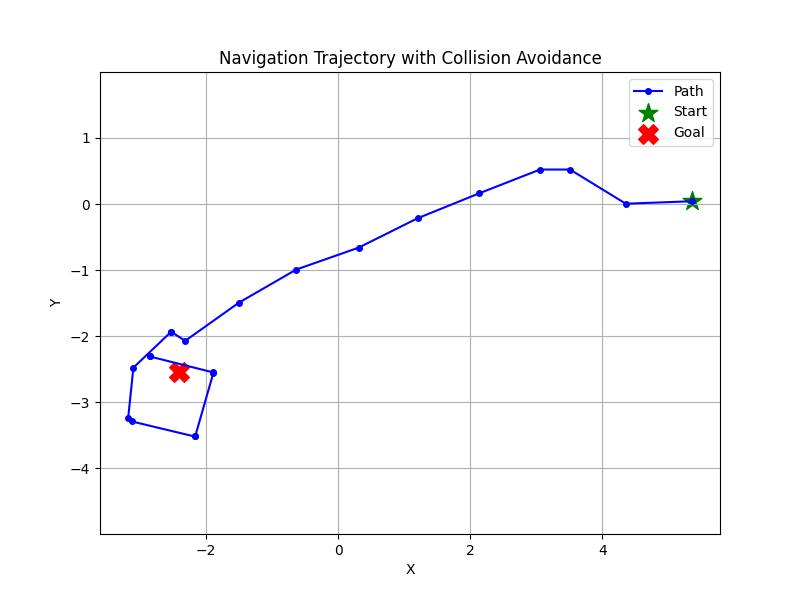 Navigation Trajectory with Collision Avoidance
Path
Start
Goal
1
0
−1
−2
−3
−4
Y
−2
0
2
4
X